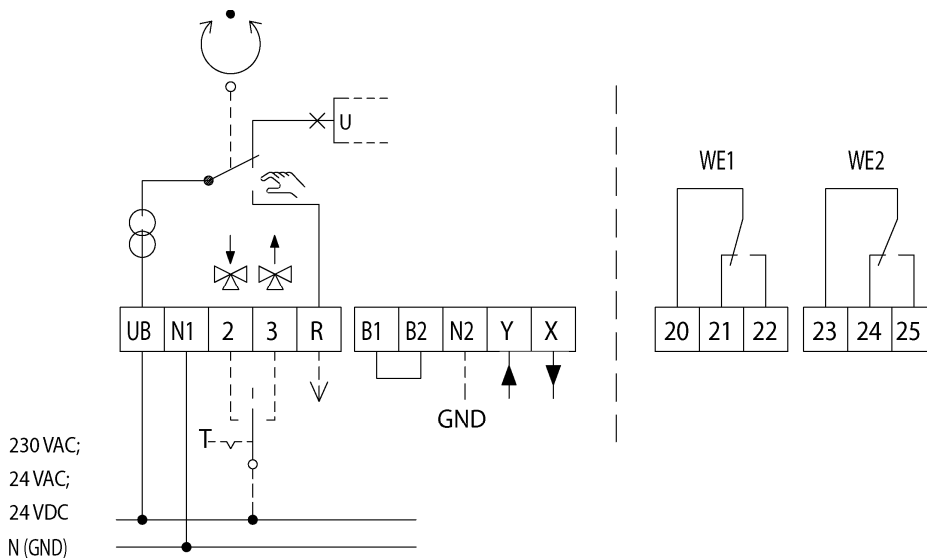 U
WE1 WE2
UB N1 2 3 R B1 B2 N2 Y X 20 21 22 23 24 25
GND
T
230 VAC;
24 VAC;
24 VDC
N (GND)